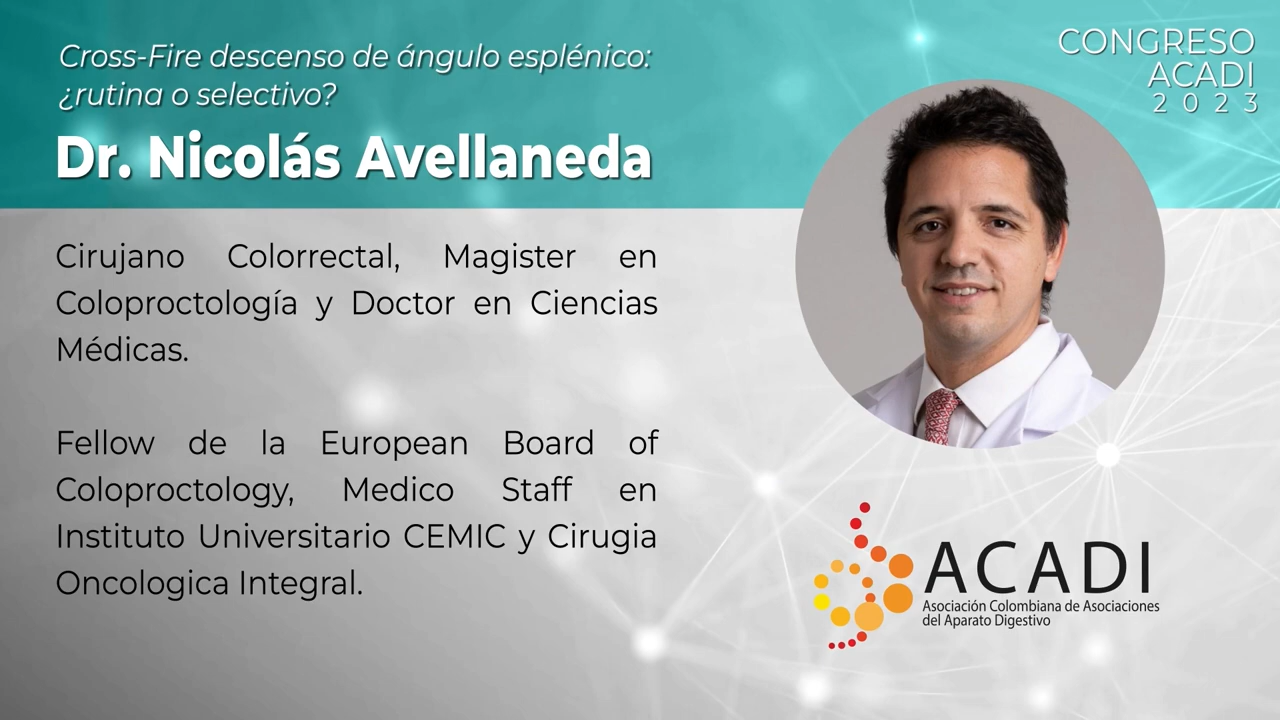 Cross-Fire descenso de ángulo esplénico:
¿rutina o selectivo?
Dr. Nicolás Avellaneda
CONGRESO
ACADI
2023
Cirujano Colorrectal, Magister en
Coloproctología y Doctor en Ciencias
Médicas.
Fellow de la European Board of
Coloproctology, Medico Staff en
Instituto Universitario CEMIC y Cirugia
Oncologica Integral.
ACADI
Asociación Colombiana de Asociaciones
del Aparato Digestivo